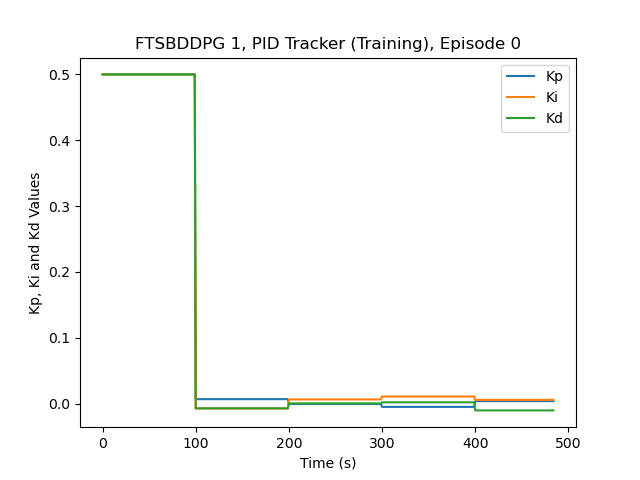 FTSBDDPG 1, PID Tracker (Training), Episode 0
Kp
Ki
Kd
Kp, Ki and Kd Values
0.5
0.4
0.3
0.2
0.1
0.0
0 100 200 300 400 500
Time (s)